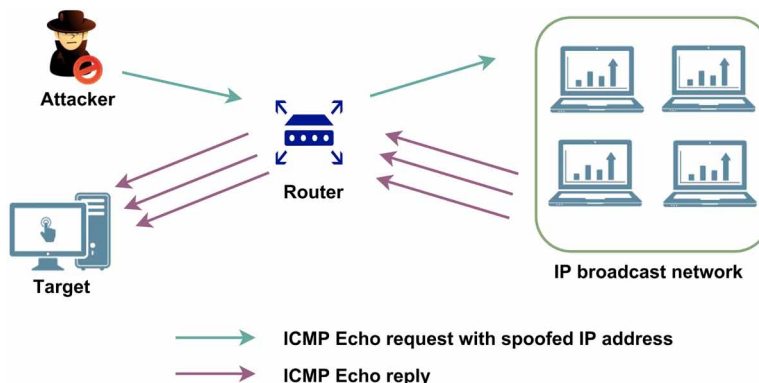 Attacker
Router
Target
IP broadcast network
ICMP Echo request with spoofed IP address
ICMP Echo reply